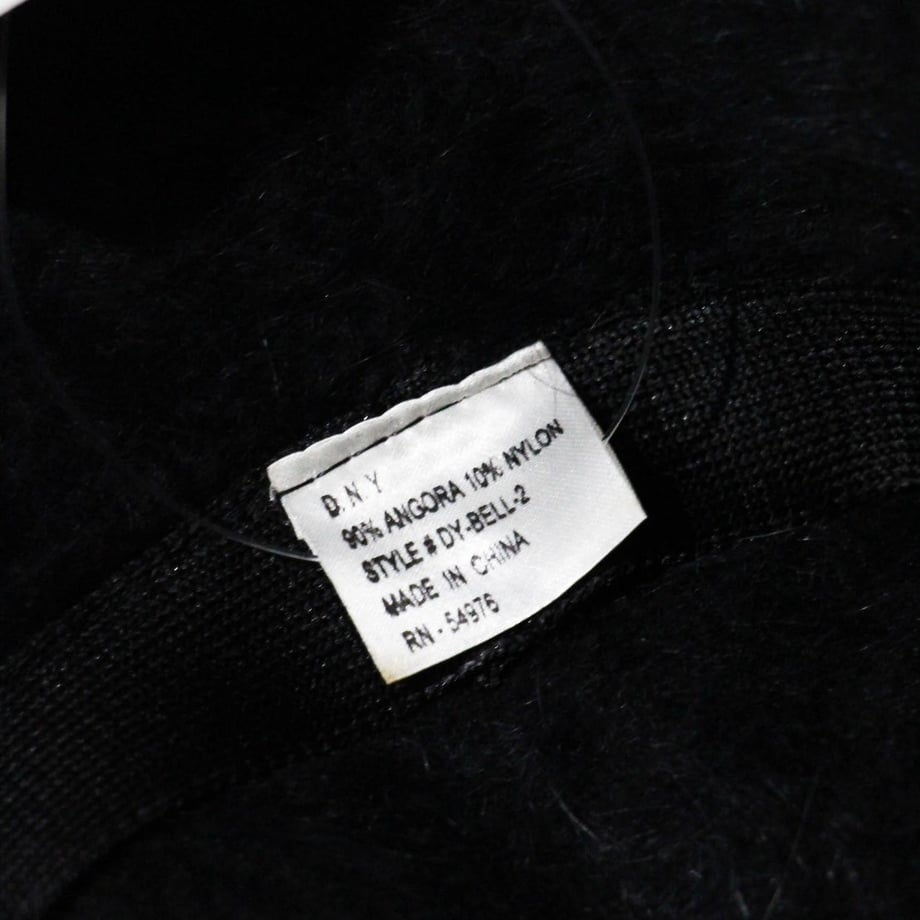 D. N. Y
90% ANGORA 10% NYLON
STYLE # DY-BELL-2
MADE IN CHINA
RN - 54976